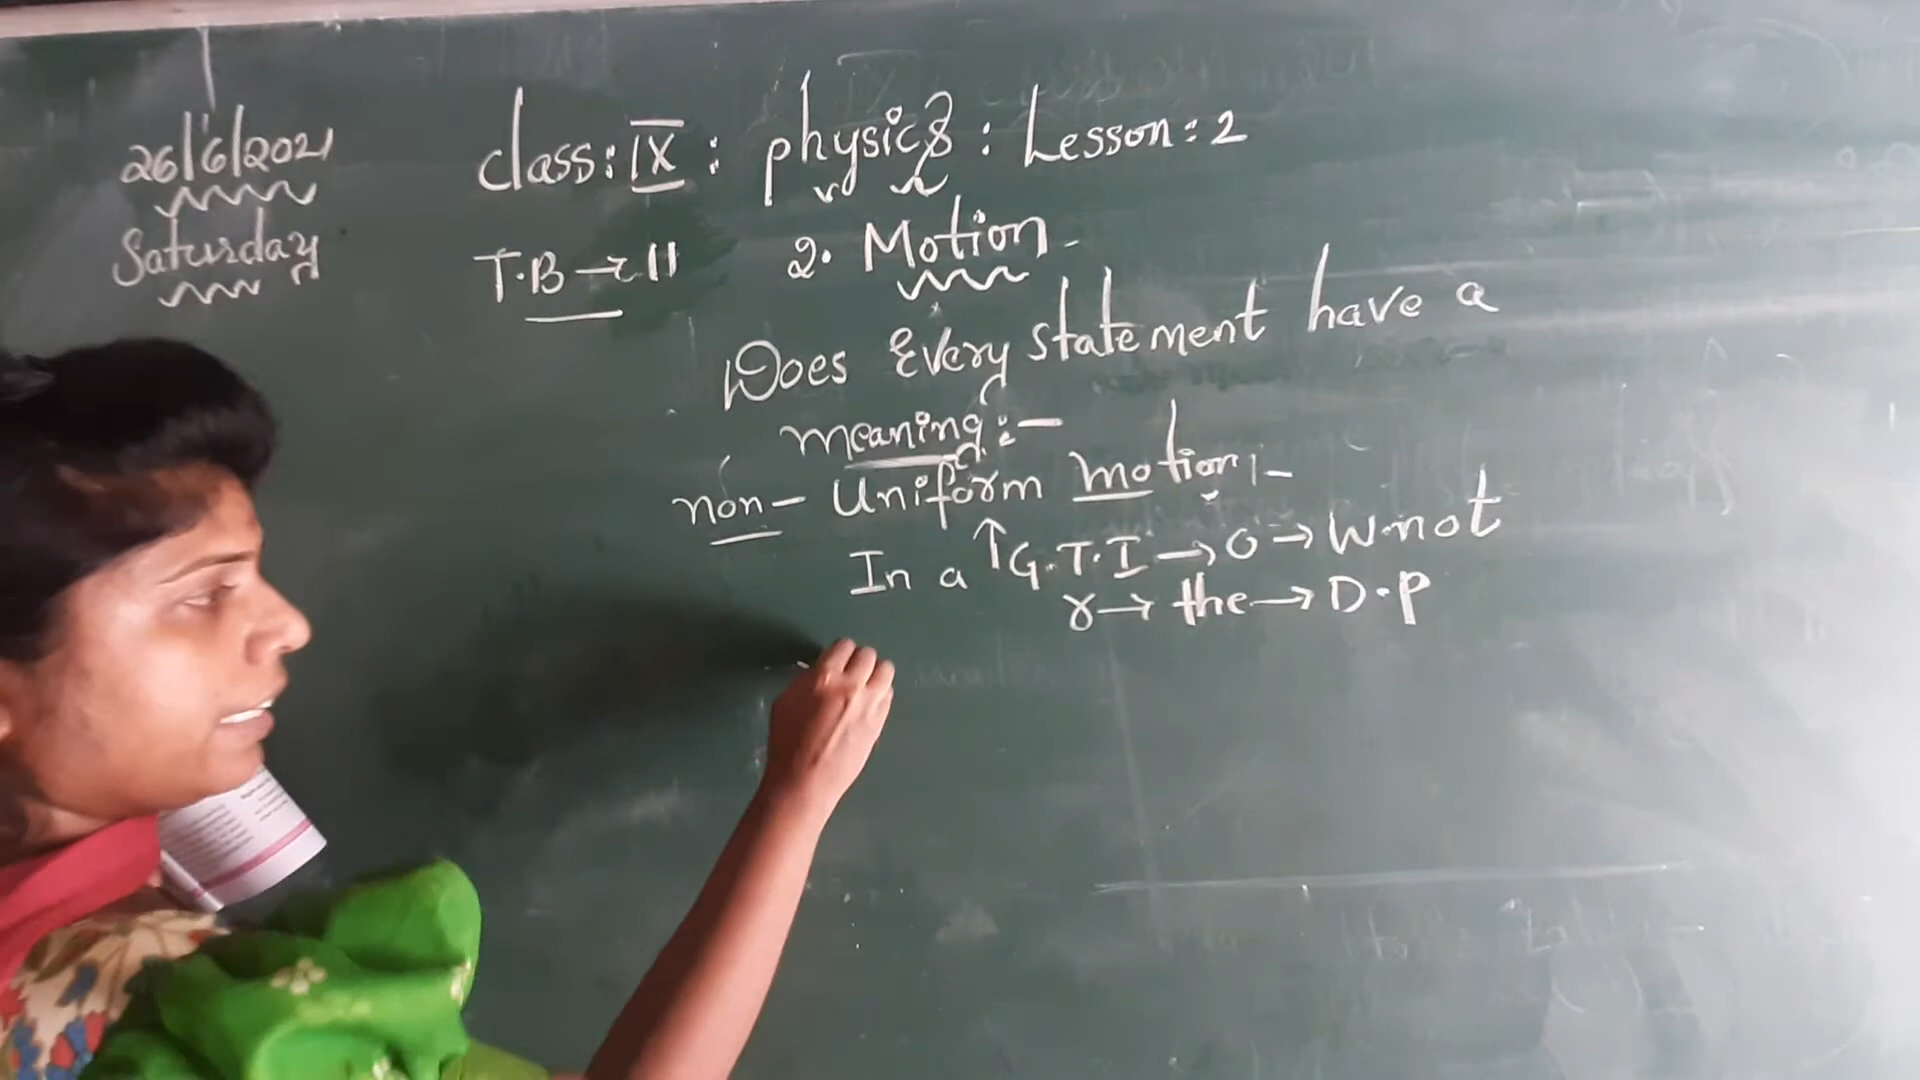 26/6/2021
Saturday
class: IX : physics : Lesson: 2
T.B → 11
2. Motion
Does Every statement have a
meaning:-
non- Uniform motion:-
In a G.T.I → O → W.not
r → the → D.p